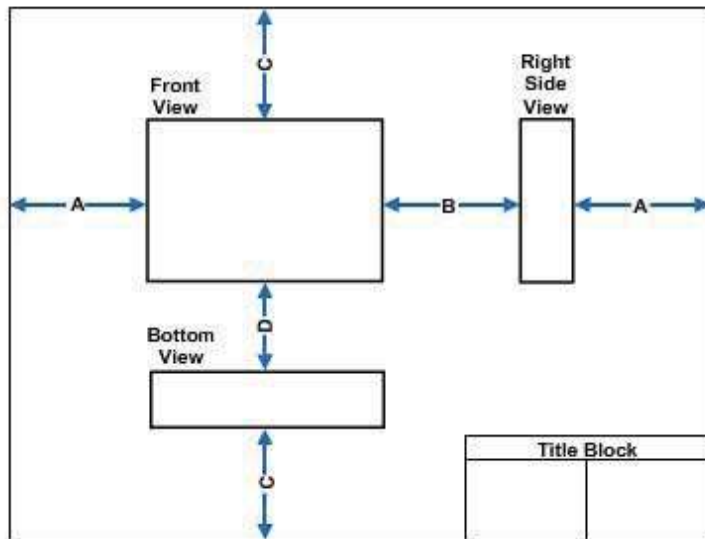 C
Front
View
Right
Side
View
A
B
A
D
Bottom
View
C
Title Block